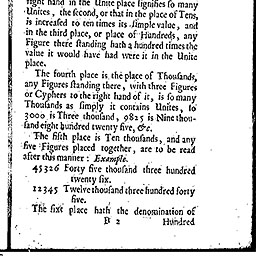 right hand in the Unite place ſignifies ſo many
Unites, the ſecond, or that in the place of Tens,
is increaſed to ten times its ſimple value, and
in the third place, or place of Hundreds, any
Figure there ſtanding hath a hundred times the
value it would have had were it in the Unite
place.
The fourth place is the place of Thouſands,
any Figures ſtanding there, with three Figures
or Cyphers to the right hand of it, is ſo many
Thouſands as ſimply it contains Unites, ſo
3000 is Three thouſand, 9825 is Nine thou-
ſand eight hundred twenty five, &c.
The fifth place is Ten thouſands, and any
five Figures placed together, are to be read
after this manner: Example.
45326 Forty five thouſand three hundred
twenty ſix.
12345 Twelve thouſand three hundred forty
five.
The ſixt place hath the denomination of
B 2 Hundred